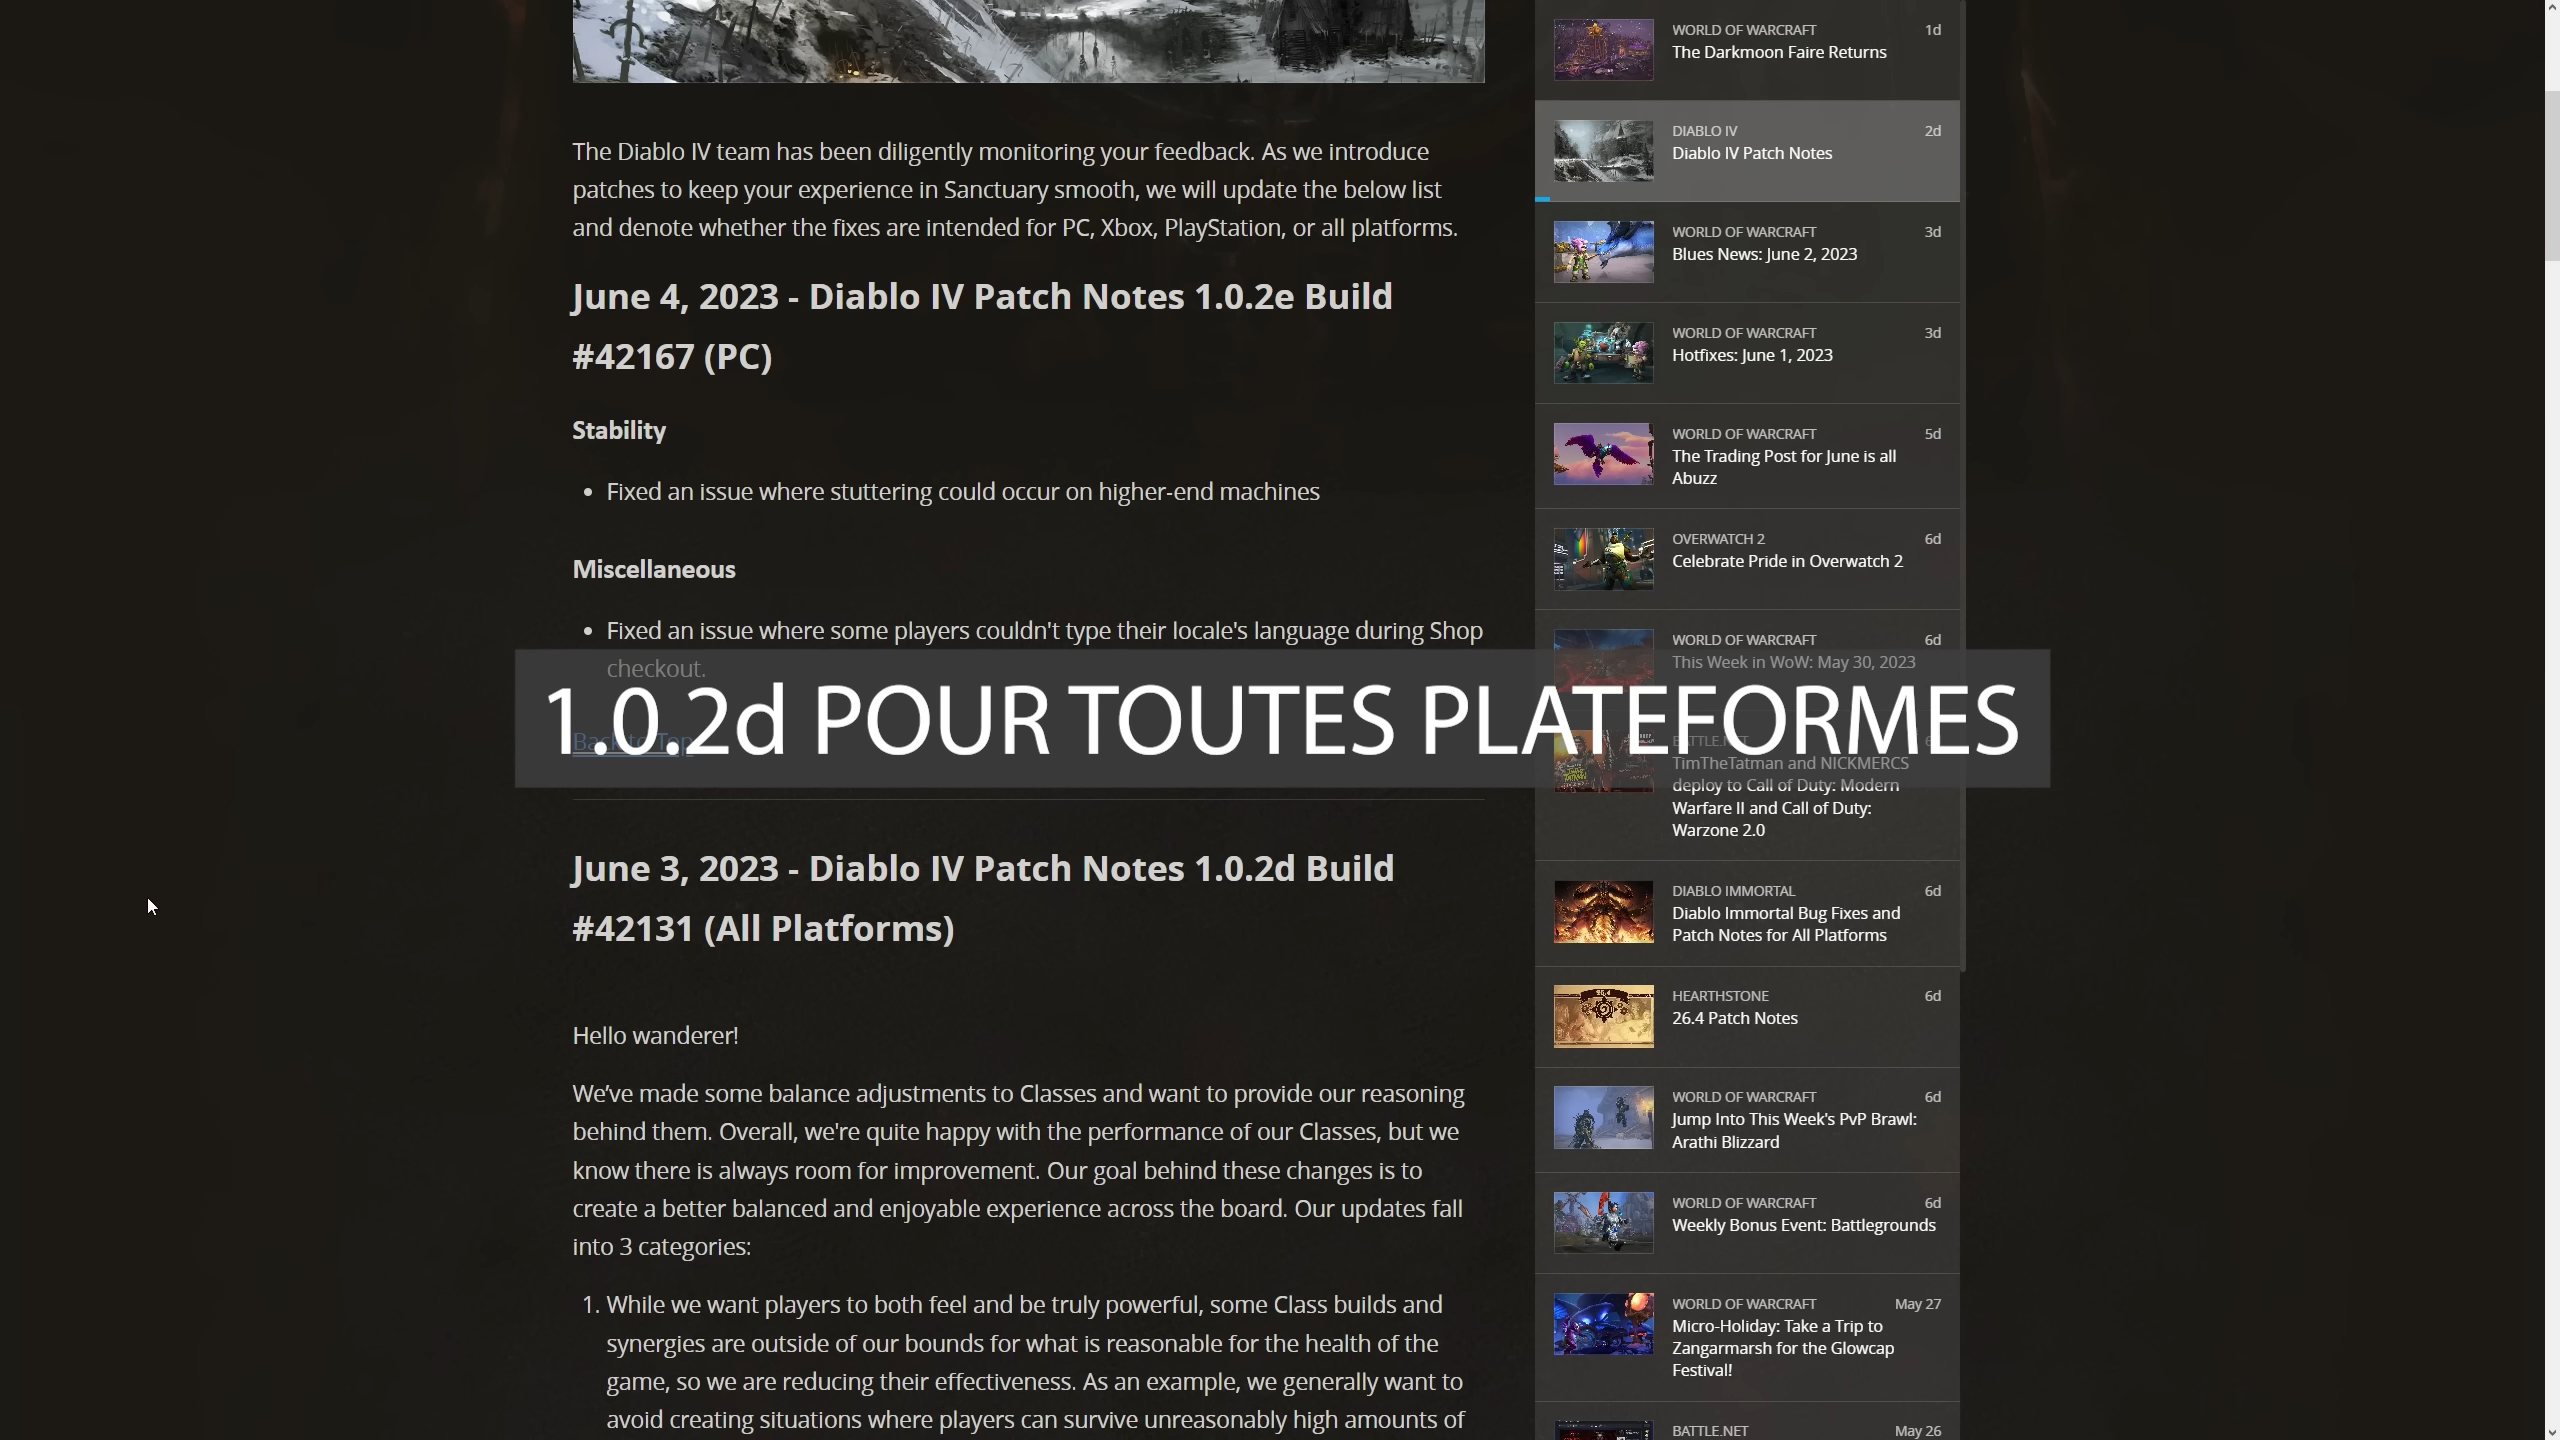 The Diablo IV team has been diligently monitoring your feedback. As we introduce
patches to keep your experience in Sanctuary smooth, we will update the below list
and denote whether the fixes are intended for PC, Xbox, PlayStation, or all platforms.
June 4, 2023 - Diablo IV Patch Notes 1.0.2e Build
#42167 (PC)
Stability
• Fixed an issue where stuttering could occur on higher-end machines
Miscellaneous
• Fixed an issue where some players couldn't type their locale's language during Shop
checkout.
Back to Top
1.0.2d POUR TOUTES PLATEFORMES
June 3, 2023 - Diablo IV Patch Notes 1.0.2d Build
#42131 (All Platforms)
Hello wanderer!
We’ve made some balance adjustments to Classes and want to provide our reasoning
behind them. Overall, we're quite happy with the performance of our Classes, but we
know there is always room for improvement. Our goal behind these changes is to
create a better balanced and enjoyable experience across the board. Our updates fall
into 3 categories:
1. While we want players to both feel and be truly powerful, some Class builds and
synergies are outside of our bounds for what is reasonable for the health of the
game, so we are reducing their effectiveness. As an example, we generally want to
avoid creating situations where players can survive unreasonably high amounts of
WORLD OF WARCRAFT 1d
The Darkmoon Faire Returns
DIABLO IV 2d
Diablo IV Patch Notes
WORLD OF WARCRAFT 3d
Blues News: June 2, 2023
WORLD OF WARCRAFT 3d
Hotfixes: June 1, 2023
WORLD OF WARCRAFT 5d
The Trading Post for June is all
Abuzz
OVERWATCH 2 6d
Celebrate Pride in Overwatch 2
WORLD OF WARCRAFT 6d
This Week in WoW: May 30, 2023
BATTLE.NET
TimTheTatman and NICKMERCS
deploy to Call of Duty: Modern
Warfare II and Call of Duty:
Warzone 2.0
DIABLO IMMORTAL 6d
Diablo Immortal Bug Fixes and
Patch Notes for All Platforms
HEARTHSTONE 6d
26.4 Patch Notes
WORLD OF WARCRAFT 6d
Jump Into This Week's PvP Brawl:
Arathi Blizzard
WORLD OF WARCRAFT 6d
Weekly Bonus Event: Battlegrounds
WORLD OF WARCRAFT May 27
Micro-Holiday: Take a Trip to
Zangarmarsh for the Glowcap
Festival!
BATTLE.NET May 26